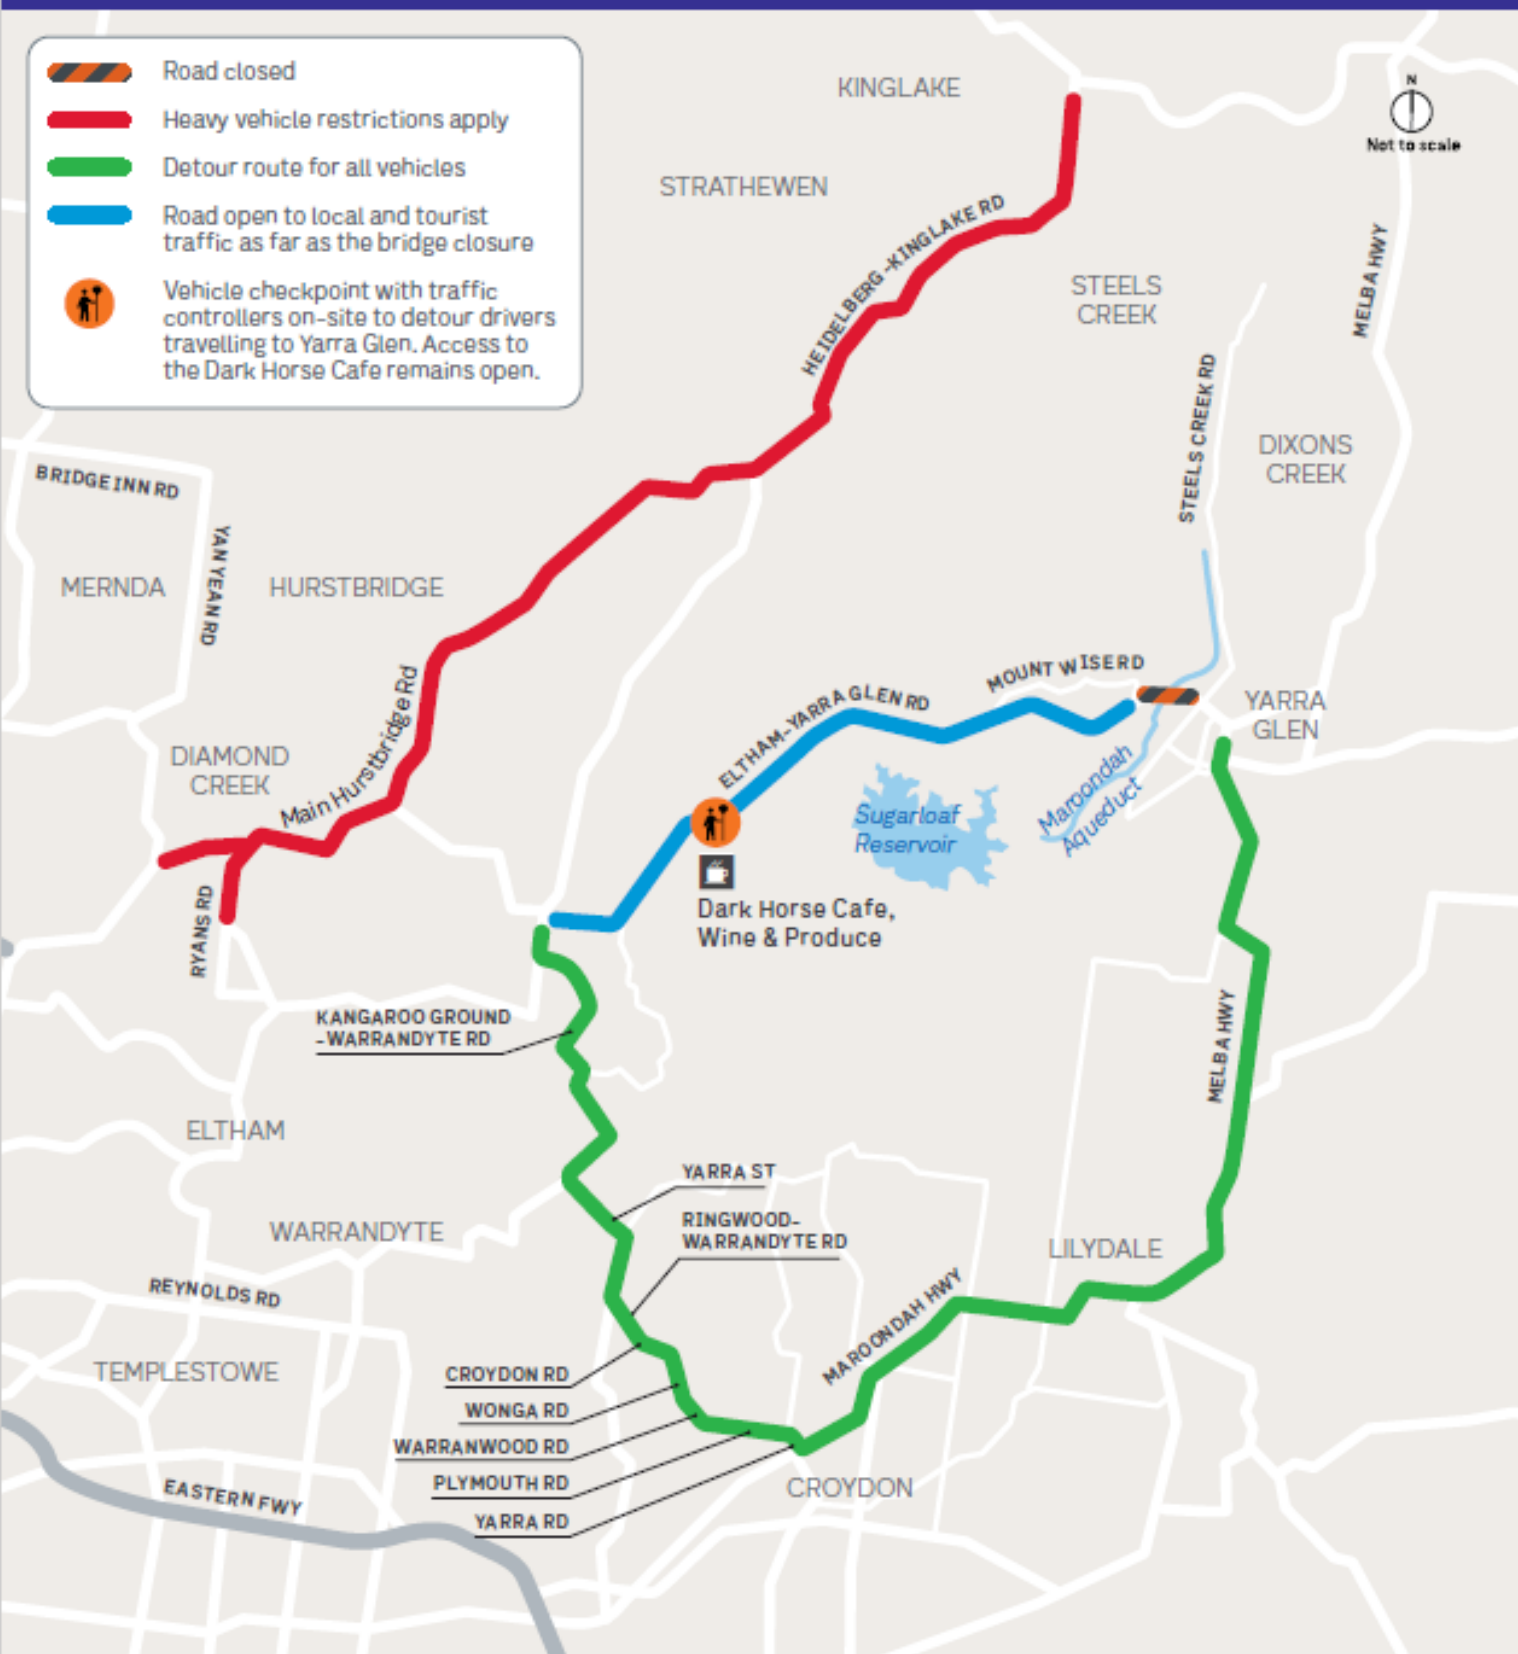 Road closed
Heavy vehicle restrictions apply
Detour route for all vehicles
Road open to local and tourist
traffic as far as the bridge closure
Vehicle checkpoint with traffic
controllers on-site to detour drivers
travelling to Yarra Glen. Access to
the Dark Horse Cafe remains open.
N
Not to scale
KINGLAKE
STRATHEWEN
HEIDELBERG-KINGLAKE RD
STEELS
CREEK
MELBA HWY
STEELS CREEK RD
DIXONS
CREEK
BRIDGE INN RD
YAN YEAN RD
MERNDA
HURSTBRIDGE
Main Hurstbridge Rd
DIAMOND
CREEK
RYANS RD
MOUNT WISE RD
ELTHAM-YARRA GLEN RD
YARRA
GLEN
Sugarloaf
Reservoir
Maroondah
Aqueduct
Dark Horse Cafe,
Wine & Produce
KANGAROO GROUND
-WARRANDYTE RD
MELBA HWY
ELTHAM
YARRA ST
RINGWOOD-
WARRANDYTE RD
WARRANDYTE
LILYDALE
REYNOLDS RD
MAROONDAH HWY
TEMPLESTOWE
CROYDON RD
WONGA RD
WARRANWOOD RD
PLYMOUTH RD
YARRA RD
CROYDON
EASTERN FWY